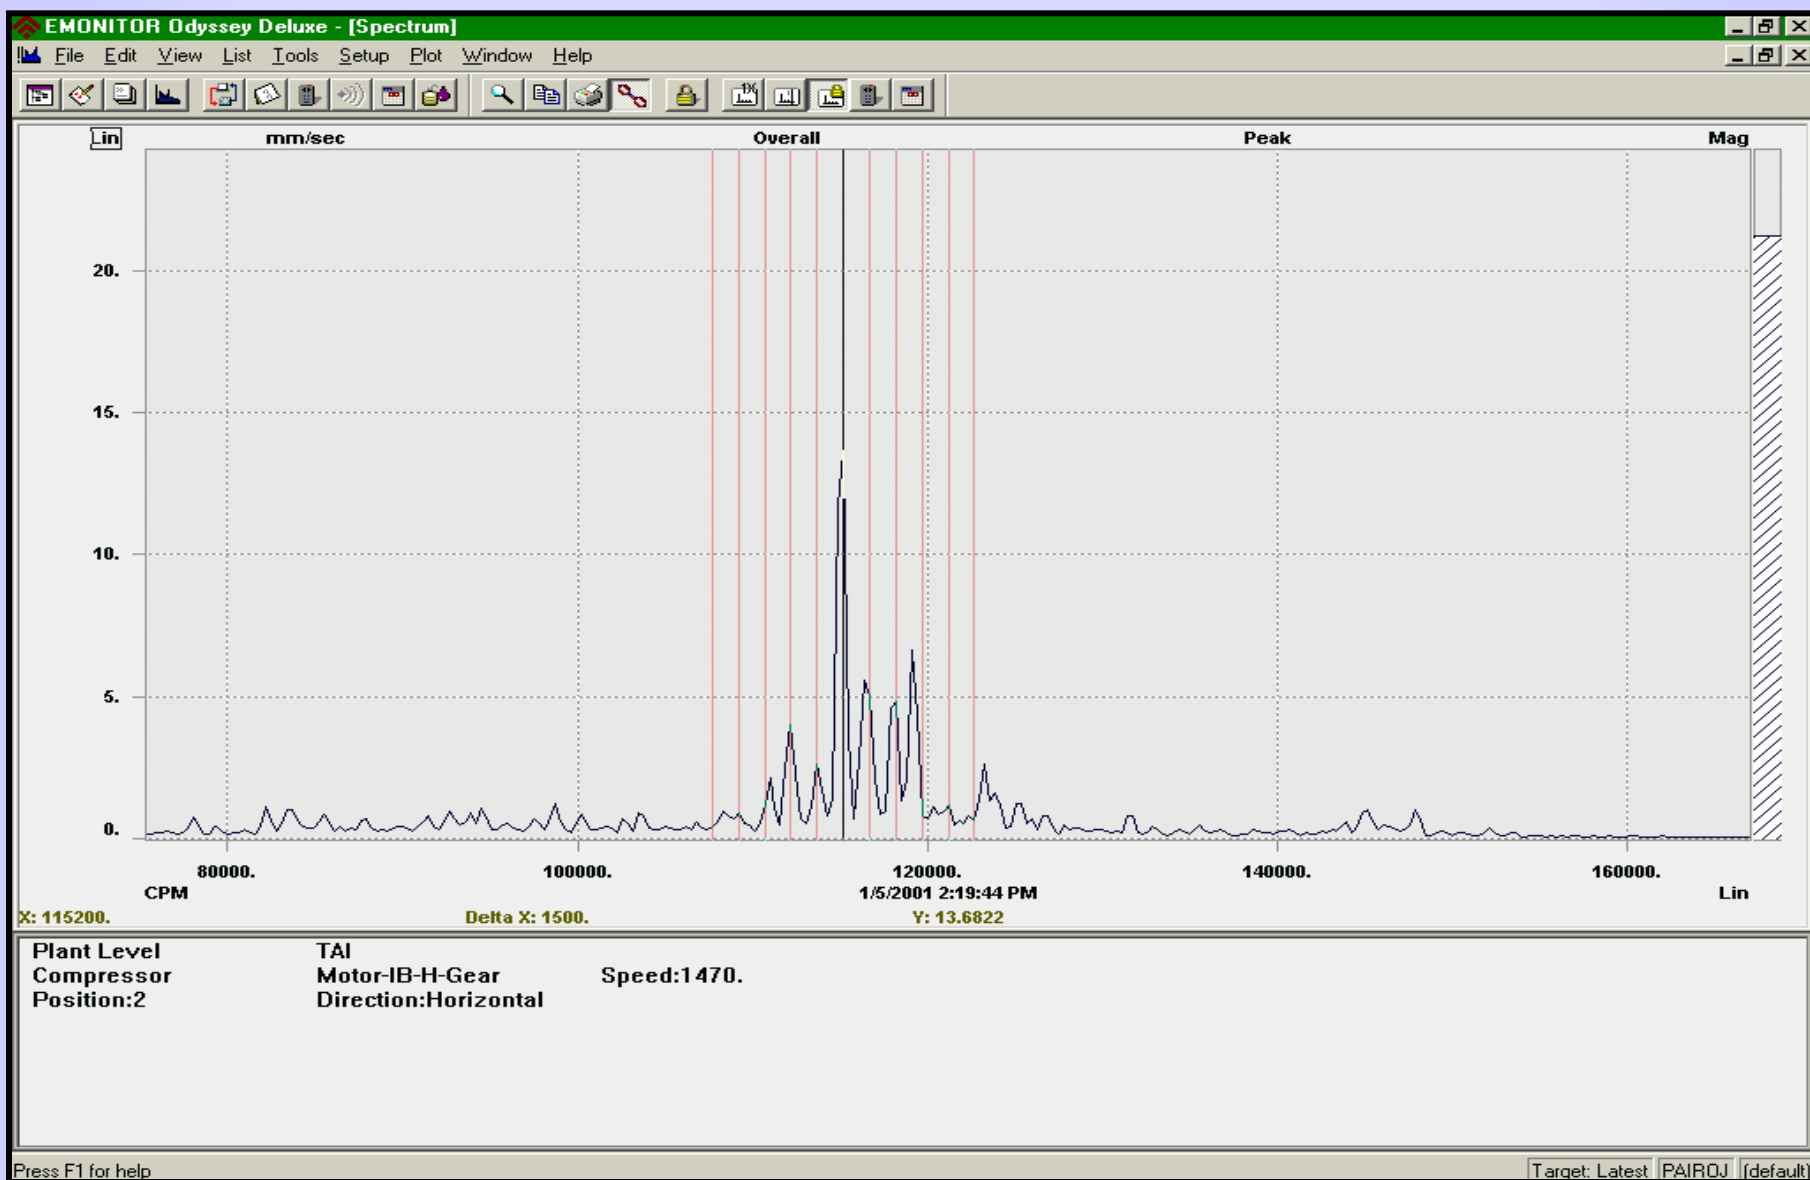 EMONITOR Odyssey Deluxe - [Spectrum]
File Edit View List Tools Setup Plot Window Help
1X
Lin mm/sec Overall Peak Mag
20.
15.
10.
5.
0.
80000. 100000. 120000. 140000. 160000.
CPM 1/5/2001 2:19:44 PM Lin
X: 115200. Delta X: 1500. Y: 13.6822
Plant Level TAI
Compressor Motor-IB-H-Gear Speed:1470.
Position:2 Direction:Horizontal
Press F1 for help Target: Latest PAIROJ (default)